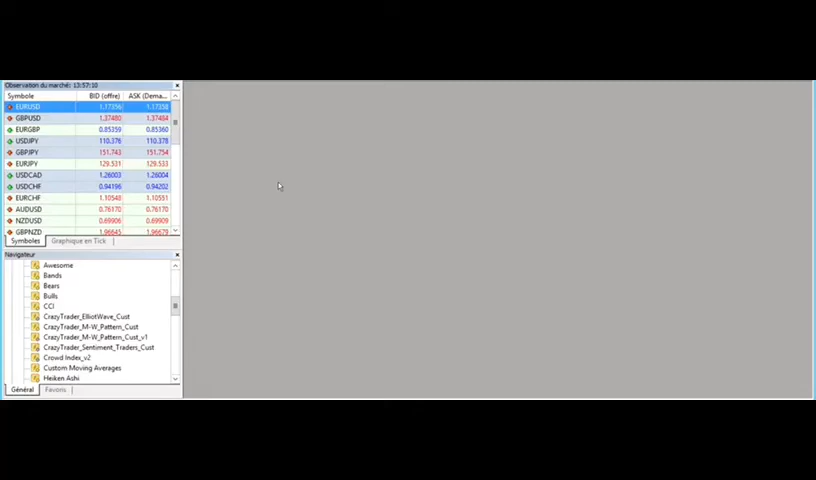 Observation du marché: 13:57:10
Symbole BID (offre) ASK (Dema...
EURUSD 1.17356 1.17358
GBPUSD 1.37480 1.37484
EURGBP 0.85359 0.85360
USDJPY 110.376 110.378
GBPJPY 151.743 151.754
EURJPY 129.531 129.533
USDCAD 1.26003 1.26004
USDCHF 0.94196 0.94202
EURCHF 1.10548 1.10551
AUDUSD 0.76170 0.76170
NZDUSD 0.69906 0.69909
GBPNZD 1.96645 1.96679
Symboles Graphique en Tick
Navigateur
Awesome
Bands
Bears
Bulls
CCI
CrazyTrader_ElliotWave_Cust
CrazyTrader_M-W_Pattern_Cust
CrazyTrader_M-W_Pattern_Cust_v1
CrazyTrader_Sentiment_Traders_Cust
Crowd Index_v2
Custom Moving Averages
Heiken Ashi
Général Favoris